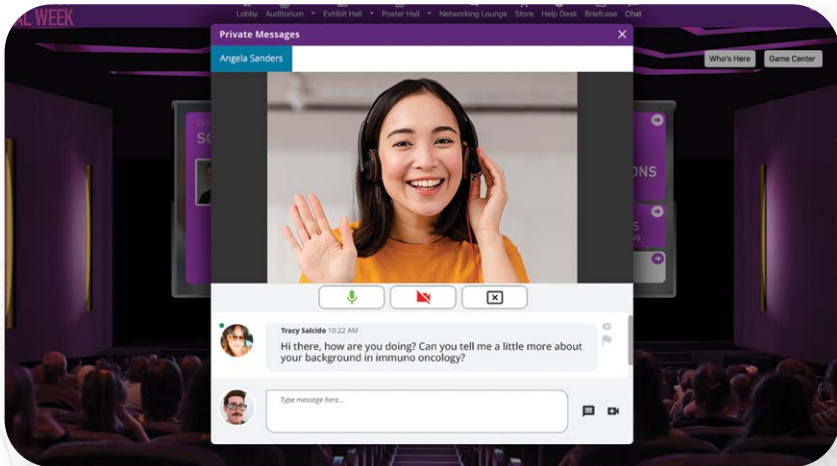 AL WEEK
Lobby Auditorium Exhibit Hall Poster Hall Networking Lounge Store Help Desk Briefcase Chat
Private Messages
Angela Sanders
Who's Here Game Center
ONS
Tracy Salcido 10:22 AM
Hi there, how are you doing? Can you tell me a little more about
your background in immuno oncology?
Type message here...